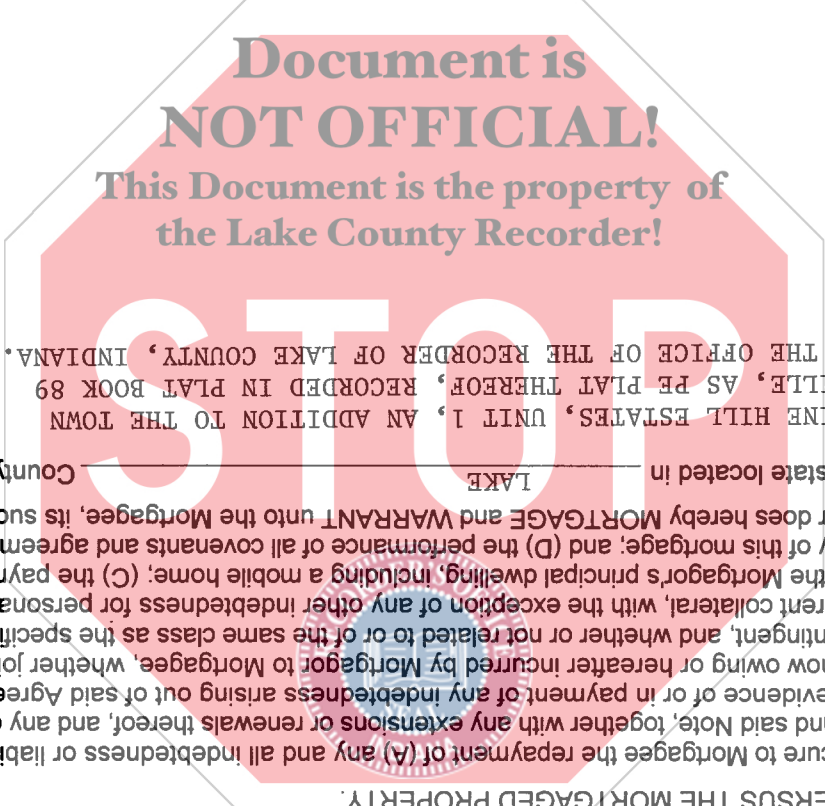 Document is
NOT OFFICIAL!
This Document is the property of
the Lake County Recorder!
STOP
ERSUS THE MORTGAGED PROPERTY.
cure to Mortgagee the repayment of (A) any and all indebtedness or liabi
nd said Note, together with any extensions or renewals thereof, and any
evidence of or in payment of any indebtedness arising out of said Agree
now owing or hereafter incurred by Mortgagor to Mortgagee, whether joi
ntingent, and whether or not related to or of the same class as the specific
rent collateral, with the exception of any other indebtedness for persona
the Mortgagor's principal dwelling, including a mobile home; (C) the pay
y of this mortgage; and (D) the performance of all covenants and agreem
r does hereby MORTGAGE and WARRANT unto the Mortgagee, its suc
state located in LAKE County
INE HILL ESTATES, UNIT 1, AN ADDITION TO THE TOWN
ILLE, AS PE PLAT THEREOF, RECORDED IN PLAT BOOK 89
THE OFFICE OF THE RECORDER OF LAKE COUNTY, INDIANA.